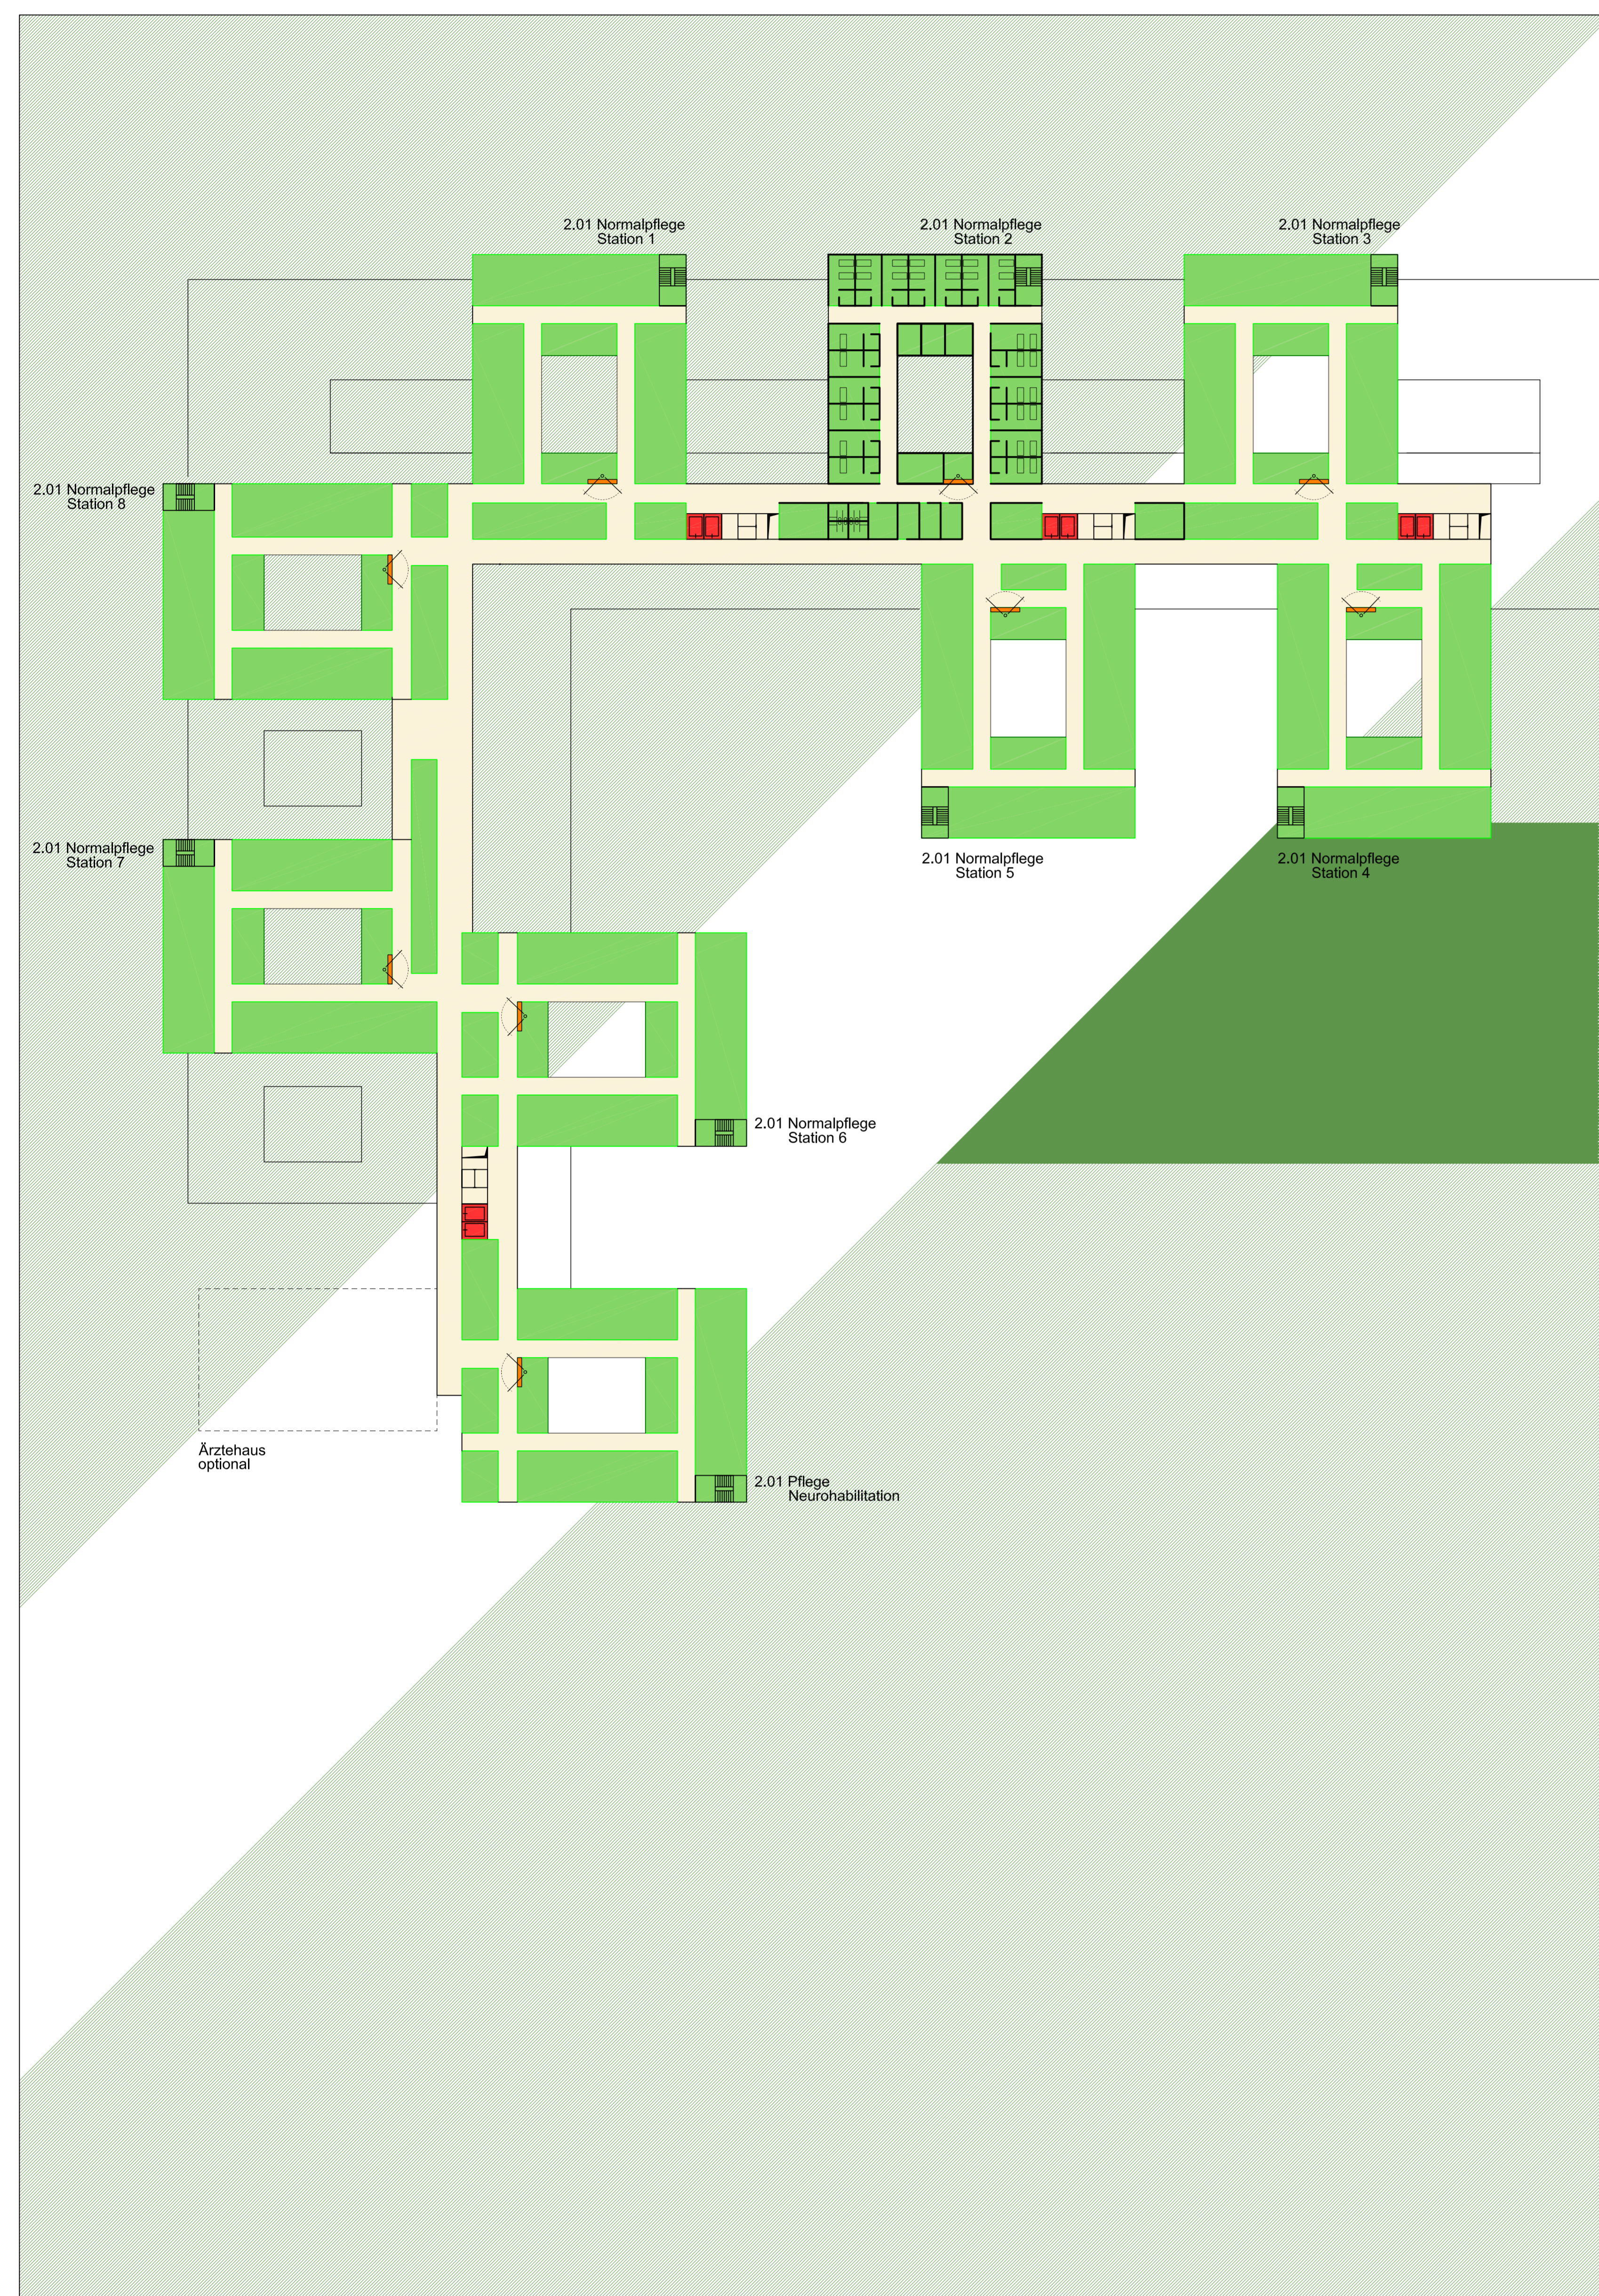 2.01 Normalpflege
Station 1
2.01 Normalpflege
Station 2
2.01 Normalpflege
Station 3
2.01 Normalpflege
Station 8
2.01 Normalpflege
Station 7
2.01 Normalpflege
Station 5
2.01 Normalpflege
Station 4
2.01 Normalpflege
Station 6
Ärztehaus
optional
2.01 Pflege
Neurohabilitation